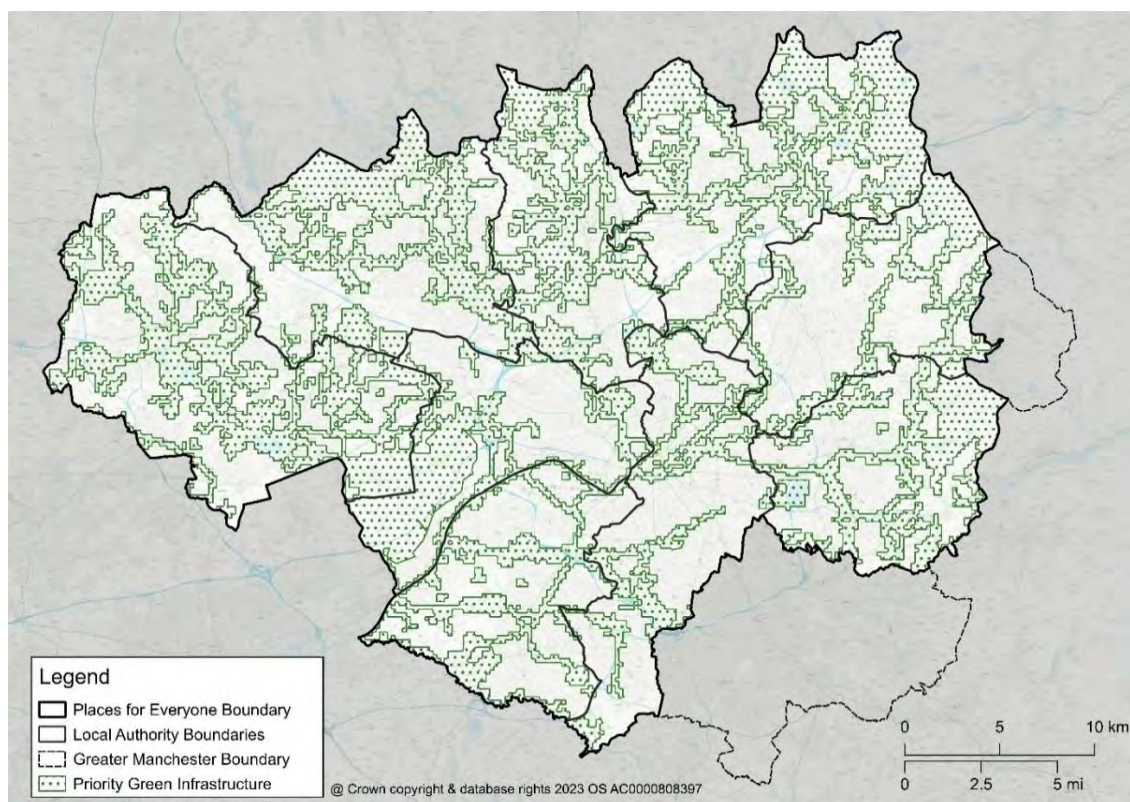 Legend
Places for Everyone Boundary
Local Authority Boundaries
Greater Manchester Boundary
Priority Green Infrastructure
@ Crown copyright & database rights 2023 OS AC0000808397
0 5 10 km
0 2.5 5 mi